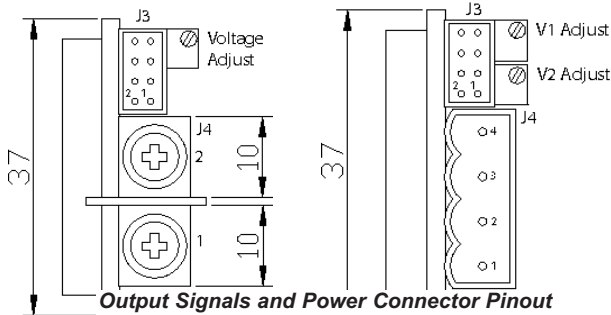 J3
Voltage
Adjust
2 1
J4
2
1
37
10
10
J3
V1 Adjust
V2 Adjust
2 1
J4
4
3
2
1
37
Output Signals and Power Connector Pinout